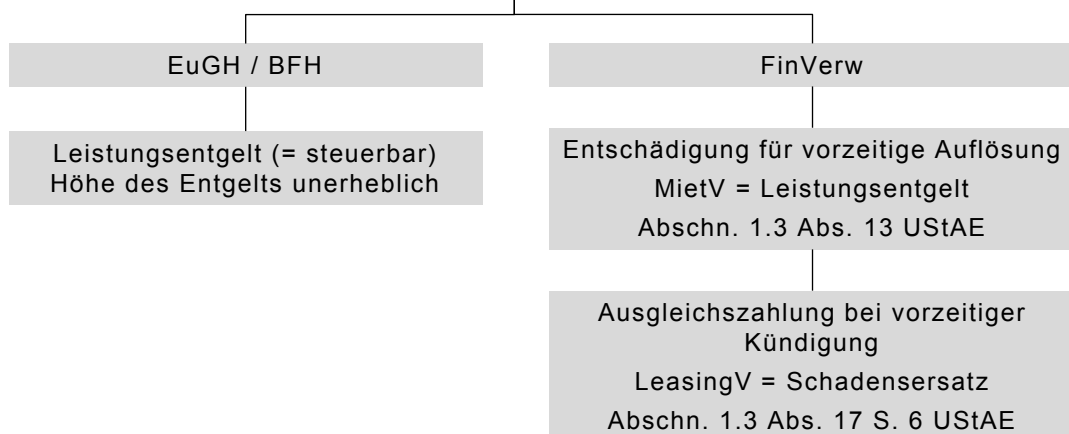 EuGH / BFH
Leistungsentgelt (= steuerbar)
Höhe des Entgelts unerheblich
FinVerw
Entschädigung für vorzeitige Auflösung
MietV = Leistungsentgelt
Abschn. 1.3 Abs. 13 UStAE
Ausgleichszahlung bei vorzeitiger
Kündigung
LeasingV = Schadensersatz
Abschn. 1.3 Abs. 17 S. 6 UStAE